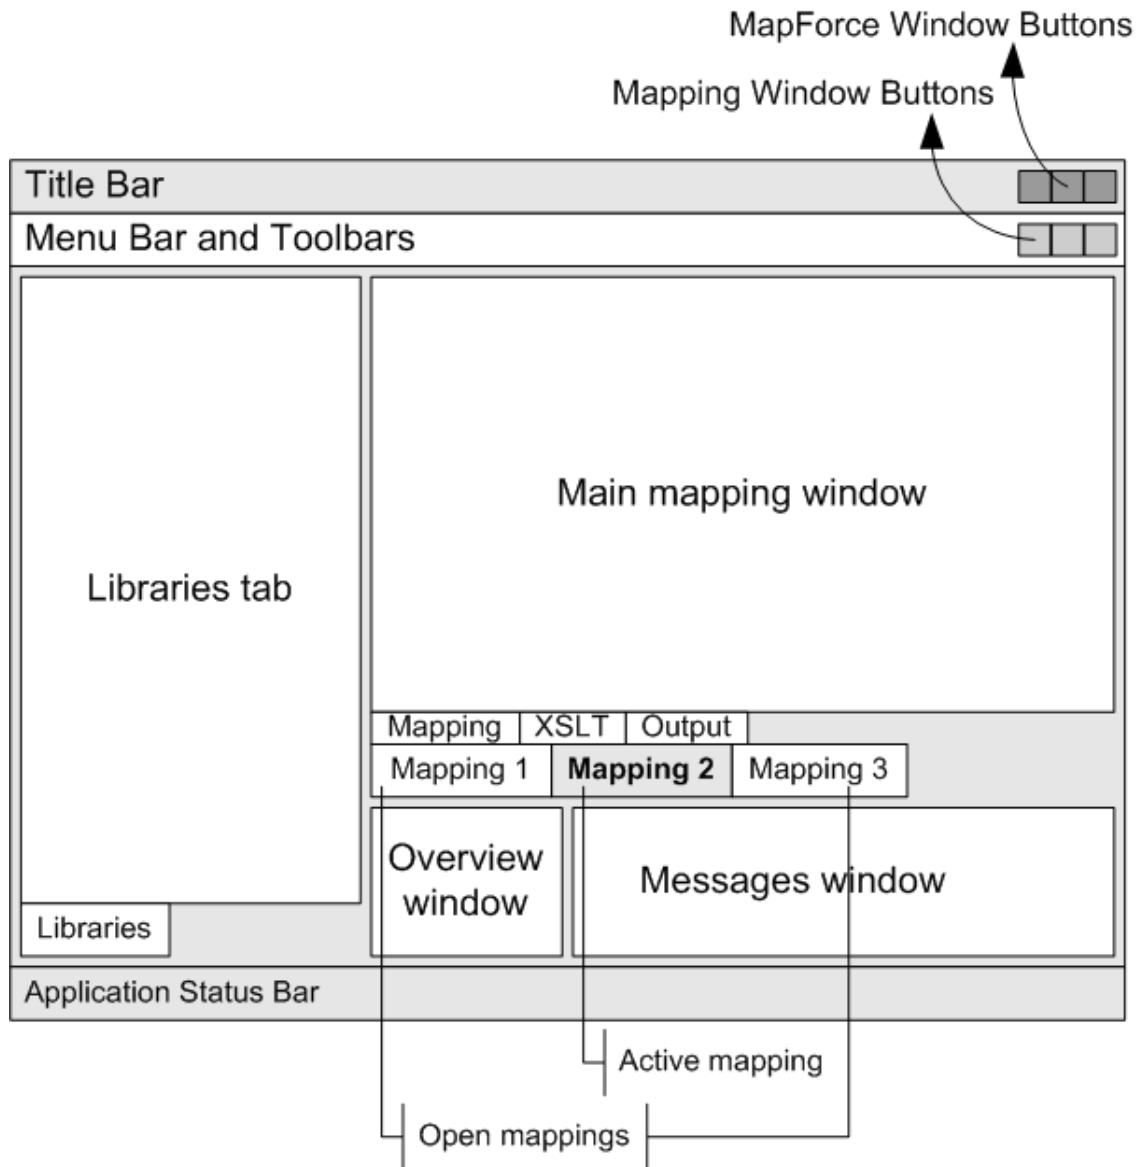 MapForce Window Buttons
Mapping Window Buttons
Title Bar
Menu Bar and Toolbars
Main mapping window
Libraries tab
Mapping
XSLT
Output
Mapping 1
Mapping 2
Mapping 3
Overview
window
Messages window
Libraries
Application Status Bar
Active mapping
Open mappings